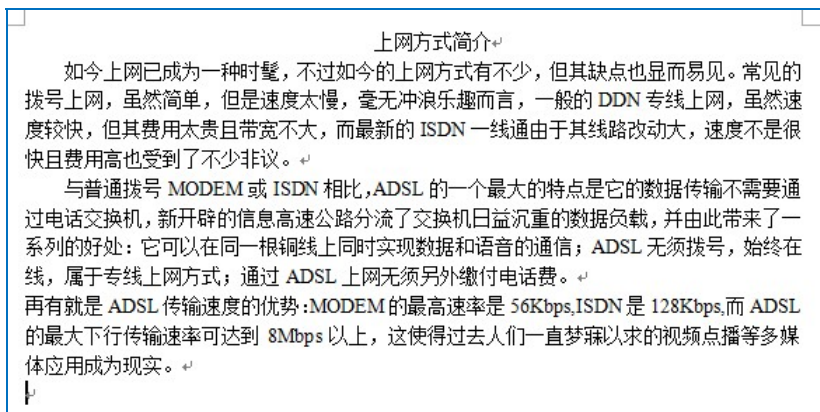 上网方式简介
如今上网已成为一种时髦，不过如今的上网方式有不少，但其缺点也显而易见。常见的
拨号上网，虽然简单，但是速度太慢，毫无冲浪乐趣而言，一般的 DDN 专线上网，虽然速
度较快，但其费用太贵且带宽不大，而最新的 ISDN 一线通由于其线路改动大，速度不是很
快且费用高也受到了不少非议。
与普通拨号 MODEM 或 ISDN 相比,ADSL 的一个最大的特点是它的数据传输不需要通
过电话交换机，新开辟的信息高速公路分流了交换机日益沉重的数据负载，并由此带来了一
系列的好处：它可以在同一根铜线上同时实现数据和语音的通信；ADSL 无须拨号，始终在
线，属于专线上网方式；通过 ADSL 上网无须另外缴付电话费。
再有就是 ADSL 传输速度的优势:MODEM 的最高速率是 56Kbps,ISDN 是 128Kbps,而 ADSL
的最大下行传输速率可达到 8Mbps 以上，这使得过去人们一直梦寐以求的视频点播等多媒
体应用成为现实。